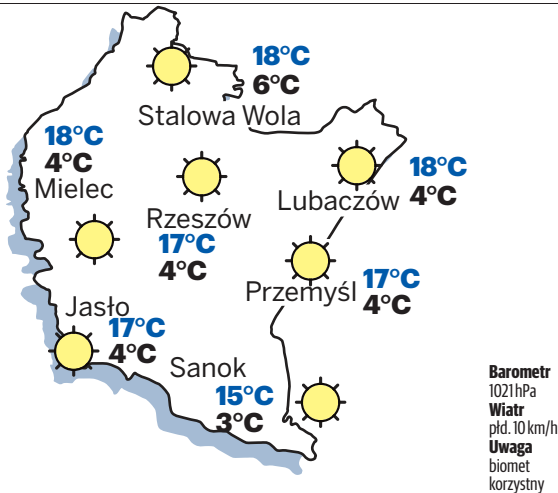 18°C
6°C
Stalowa Wola
18°C
4°C
Mielec
18°C
Lubaczów 4°C
Rzeszów
17°C
4°C
17°C
Przemyśl 4°C
Jasło
17°C
4°C
Sanok
15°C
3°C
Barometr
1021 hPa
Wiatr
płd. 10 km/h
Uwaga
biomet
korzystny